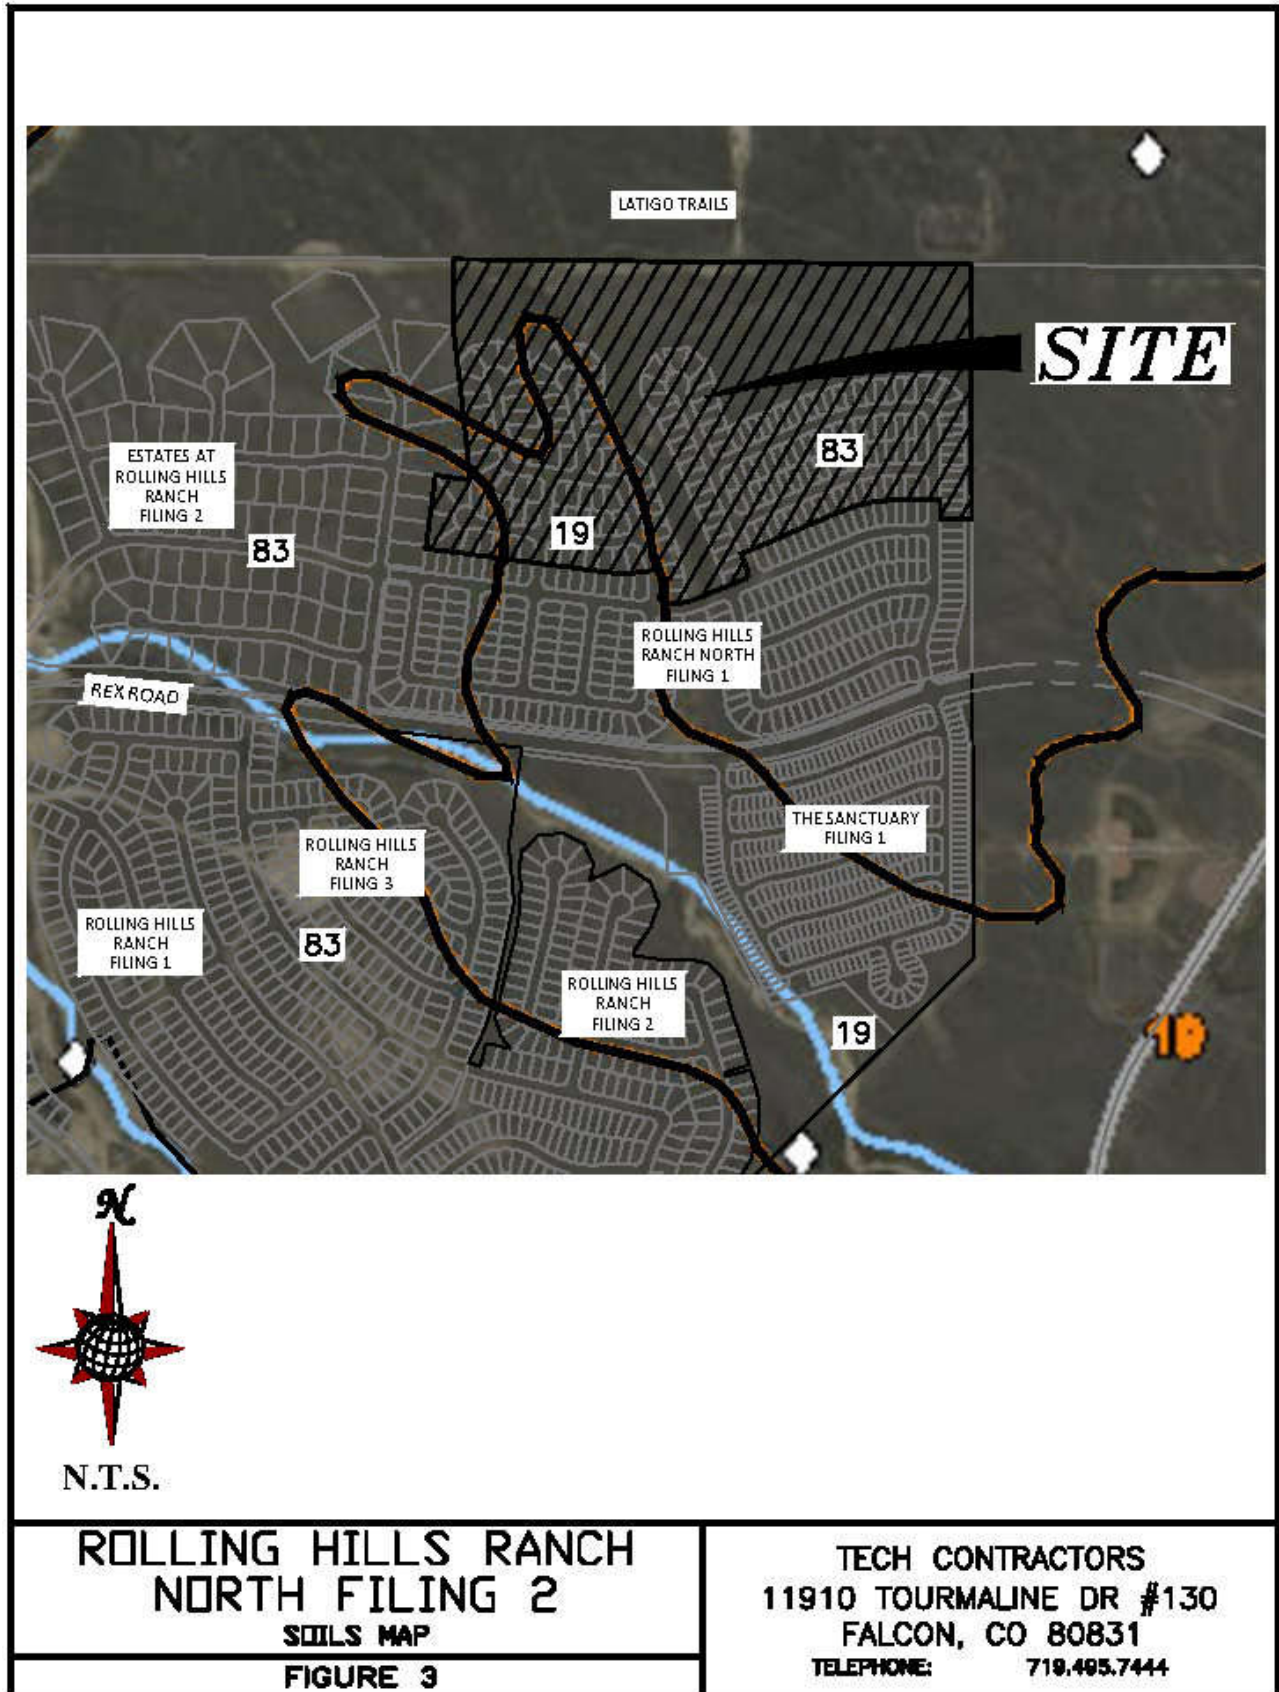 LATIGO TRAILS
SITE
83
ESTATES AT
ROLLING HILLS
RANCH
FILING 2
83
19
ROLLING HILLS
RANCH NORTH
FILING 1
REX ROAD
THE SANCTUARY
FILING 1
ROLLING HILLS
RANCH
FILING 3
ROLLING HILLS
RANCH
FILING 1
83
ROLLING HILLS
RANCH
FILING 2
19
19
N
N.T.S.
ROLLING HILLS RANCH
NORTH FILING 2
SOILS MAP
FIGURE 3
TECH CONTRACTORS
11910 TOURMALINE DR #130
FALCON, CO 80831
TELEPHONE: 719.495.7444